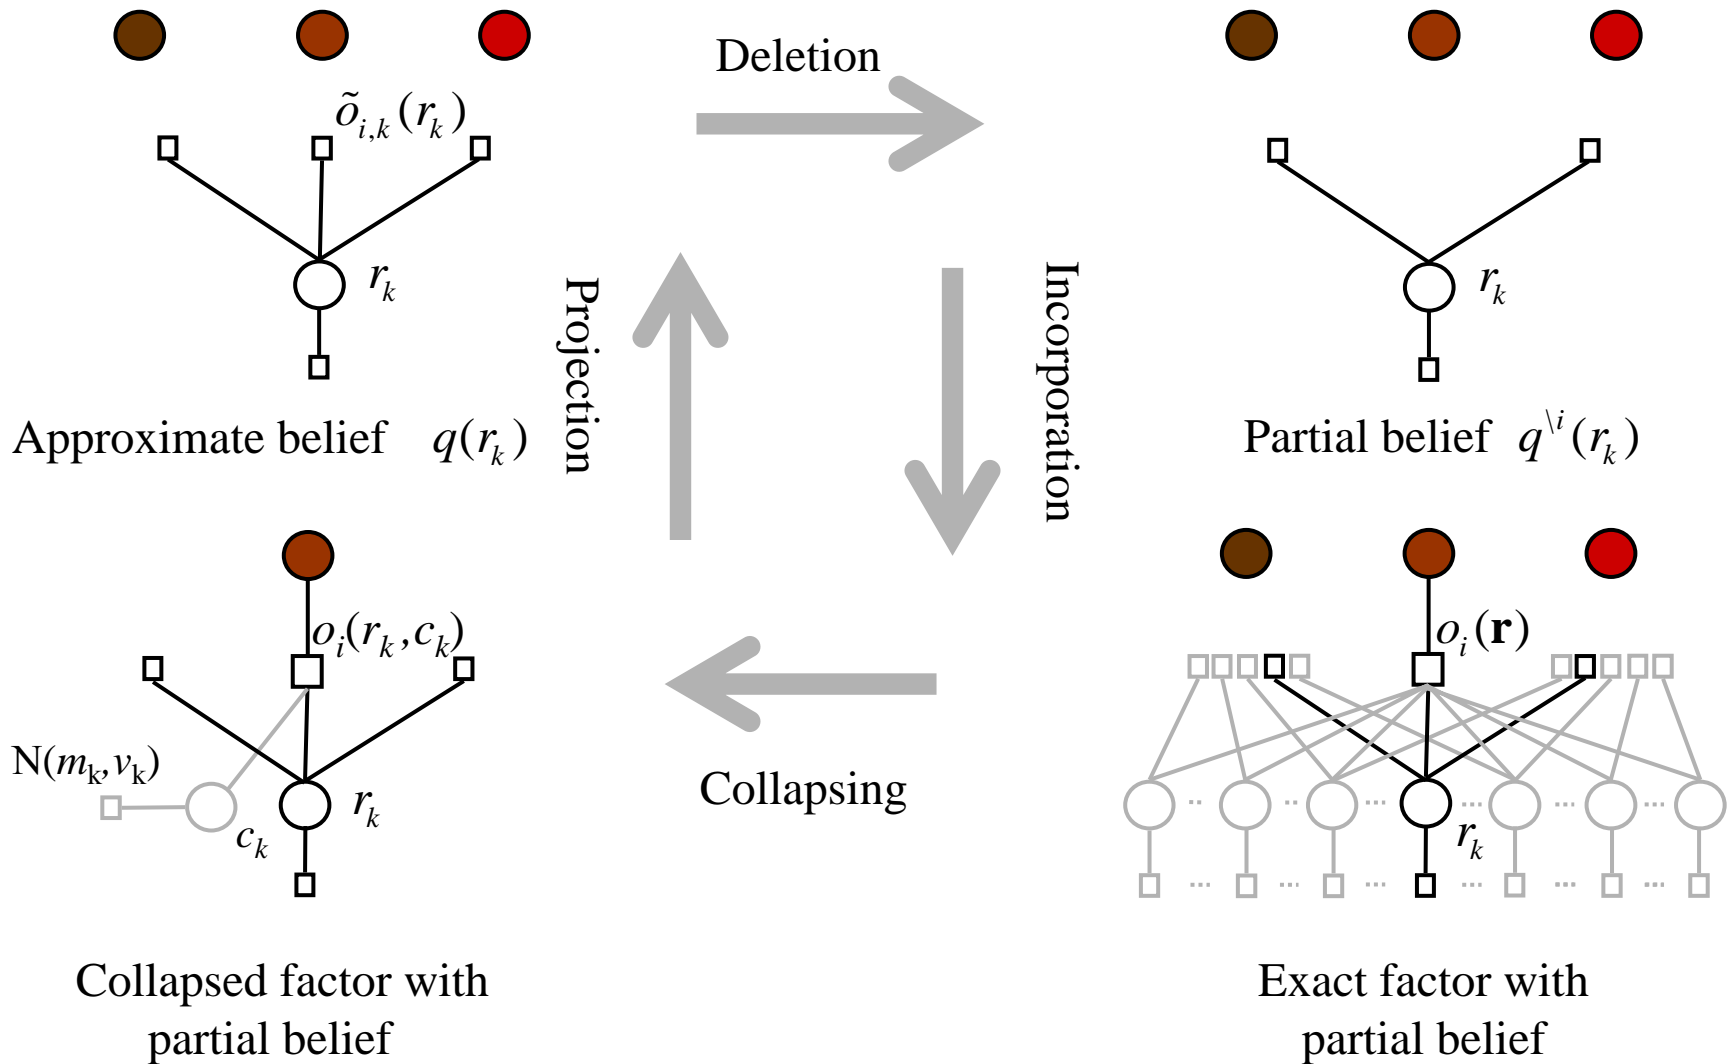 Deletion
õ_{i,k}(r_k)
r_k
r_k
Projection
Incorporation
Approximate belief q(r_k)
Partial belief q^{\i}(r_k)
o_i(r_k,c_k)
o_i(𝐫)
N(m_k,v_k)
Collapsing
r_k
c_k
r_k
··
··
···
···
··
···
···
···
···
···
···
···
Collapsed factor with
partial belief
Exact factor with
partial belief